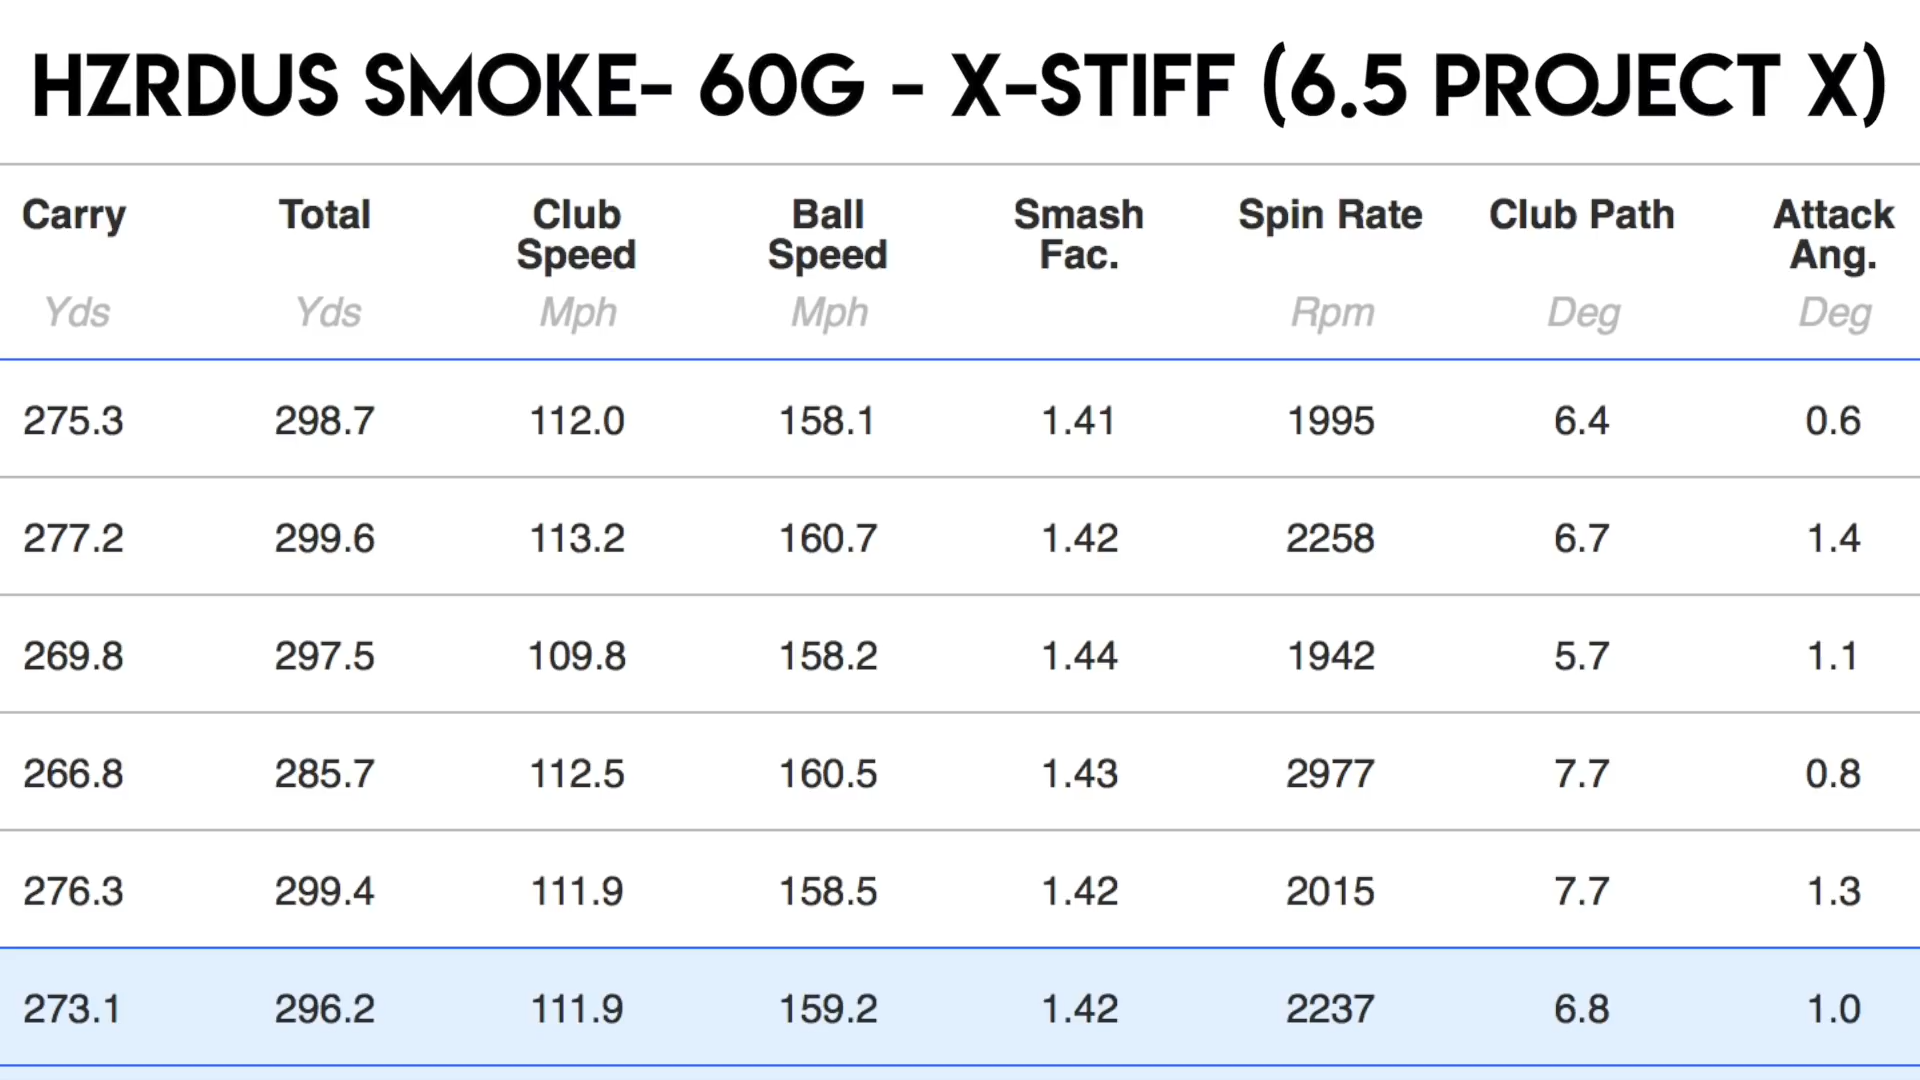 HZRDUS SMOKE- 60G - X-STIFF (6.5 PROJECT X)
Carry Total Club Speed Ball Speed Smash Fac. Spin Rate Club Path Attack Ang.
Yds Yds Mph Mph Rpm Deg Deg
275.3 298.7 112.0 158.1 1.41 1995 6.4 0.6
277.2 299.6 113.2 160.7 1.42 2258 6.7 1.4
269.8 297.5 109.8 158.2 1.44 1942 5.7 1.1
266.8 285.7 112.5 160.5 1.43 2977 7.7 0.8
276.3 299.4 111.9 158.5 1.42 2015 7.7 1.3
273.1 296.2 111.9 159.2 1.42 2237 6.8 1.0